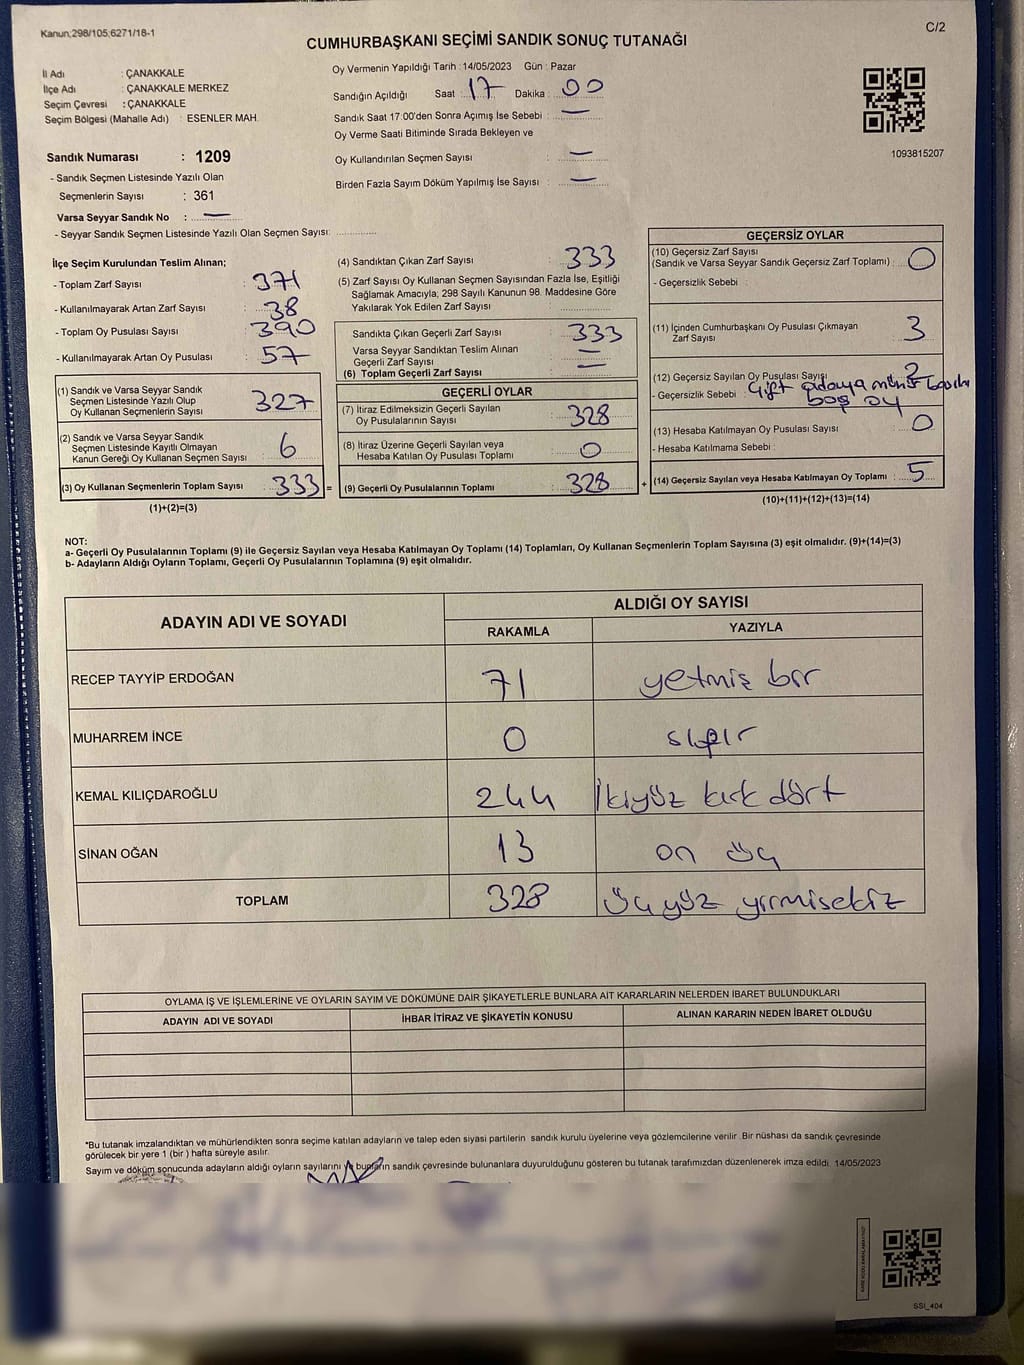 Kanun;298/105;6271/18-1
C/2
CUMHURBAŞKANI SEÇİMİ SANDIK SONUÇ TUTANAĞI
İl Adı : ÇANAKKALE
İlçe Adı : ÇANAKKALE MERKEZ
Seçim Çevresi : ÇANAKKALE
Seçim Bölgesi (Mahalle Adı) : ESENLER MAH.
Sandık Numarası : 1209
- Sandık Seçmen Listesinde Yazılı Olan
Seçmenlerin Sayısı : 361
Varsa Seyyar Sandık No : —
- Seyyar Sandık Seçmen Listesinde Yazılı Olan Seçmen Sayısı:
Oy Vermenin Yapıldığı Tarih : 14/05/2023 Gün : Pazar
Sandığın Açıldığı Saat : 17 Dakika : 00
Sandık Saat 17:00'den Sonra Açımış İse Sebebi : —
Oy Verme Saati Bitiminde Sırada Bekleyen ve
Oy Kullandırılan Seçmen Sayısı : —
Birden Fazla Sayım Döküm Yapılmış İse Sayısı : —
1093815207
İlçe Seçim Kurulundan Teslim Alınan;
- Toplam Zarf Sayısı : 371
- Kullanılmayarak Artan Zarf Sayısı : 38
- Toplam Oy Pusulası Sayısı : 390
- Kullanılmayarak Artan Oy Pusulası : 57
(1) Sandık ve Varsa Seyyar Sandık
Seçmen Listesinde Yazılı Olup
Oy Kullanan Seçmenlerin Sayısı : 327
(2) Sandık ve Varsa Seyyar Sandık
Seçmen Listesinde Kayıtlı Olmayan
Kanun Gereği Oy Kullanan Seçmen Sayısı : 6
(3) Oy Kullanan Seçmenlerin Toplam Sayısı : 333 =
(1)+(2)=(3)
(4) Sandıktan Çıkan Zarf Sayısı : 333
(5) Zarf Sayısı Oy Kullanan Seçmen Sayısından Fazla İse, Eşitliği
Sağlamak Amacıyla, 298 Sayılı Kanunun 98. Maddesine Göre
Yakılarak Yok Edilen Zarf Sayısı
Sandıkta Çıkan Geçerli Zarf Sayısı : 333
Varsa Seyyar Sandıktan Teslim Alınan
Geçerli Zarf Sayısı : —
(6) Toplam Geçerli Zarf Sayısı : —
GEÇERLİ OYLAR
(7) İtiraz Edilmeksizin Geçerli Sayılan
Oy Pusulalarının Sayısı : 328
(8) İtiraz Üzerine Geçerli Sayılan veya
Hesaba Katılan Oy Pusulası Toplamı : 0
(9) Geçerli Oy Pusulalarının Toplamı : 328 +
GEÇERSİZ OYLAR
(10) Geçersiz Zarf Sayısı
(Sandık ve Varsa Seyyar Sandık Geçersiz Zarf Toplamı) : 0
- Geçersizlik Sebebi :
(11) İçinden Cumhurbaşkanı Oy Pusulası Çıkmayan
Zarf Sayısı : 3
(12) Geçersiz Sayılan Oy Pusulası Sayısı : 2
- Geçersizlik Sebebi : Çift adaya mühür
boş oy
(13) Hesaba Katılmayan Oy Pusulası Sayısı : 0
- Hesaba Katılmama Sebebi :
(14) Geçersiz Sayılan veya Hesaba Katılmayan Oy Toplamı : 5
(10)+(11)+(12)+(13)=(14)
NOT:
a- Geçerli Oy Pusulalarının Toplamı (9) ile Geçersiz Sayılan veya Hesaba Katılmayan Oy Toplamı (14) Toplamları, Oy Kullanan Seçmenlerin Toplam Sayısına (3) eşit olmalıdır. (9)+(14)=(3)
b- Adayların Aldığı Oyların Toplamı, Geçerli Oy Pusulalarının Toplamına (9) eşit olmalıdır.
ADAYIN ADI VE SOYADI
ALDIĞI OY SAYISI
RAKAMLA YAZIYLA
RECEP TAYYİP ERDOĞAN 71 yetmiş bir
MUHARREM İNCE 0 sıfır
KEMAL KILIÇDAROĞLU 244 İkiyüz kırk dört
SİNAN OĞAN 13 on üç
TOPLAM 328 üçyüz yirmisekiz
OYLAMA İŞ VE İŞLEMLERİNE VE OYLARIN SAYIM VE DÖKÜMÜNE DAİR ŞİKAYETLERLE BUNLARA AİT KARARLARIN NELERDEN İBARET BULUNDUKLARI
ADAYIN ADI VE SOYADI İHBAR İTİRAZ VE ŞİKAYETİN KONUSU ALINAN KARARIN NEDEN İBARET OLDUĞU
*Bu tutanak imzalandıktan ve mühürlendikten sonra seçime katılan adayların ve talep eden siyasi partilerin sandık kurulu üyelerine veya gözlemcilerine verilir. Bir nüshası da sandık çevresinde
görülecek bir yere 1 (bir ) hafta süreyle asılır.
Sayım ve döküm sonucunda adayların aldığı oyların sayılarını ve bunların sandık çevresinde bulunanlara duyurulduğunu gösteren bu tutanak tarafımızdan düzenlenerek imza edildi. 14/05/2023
SSI_404